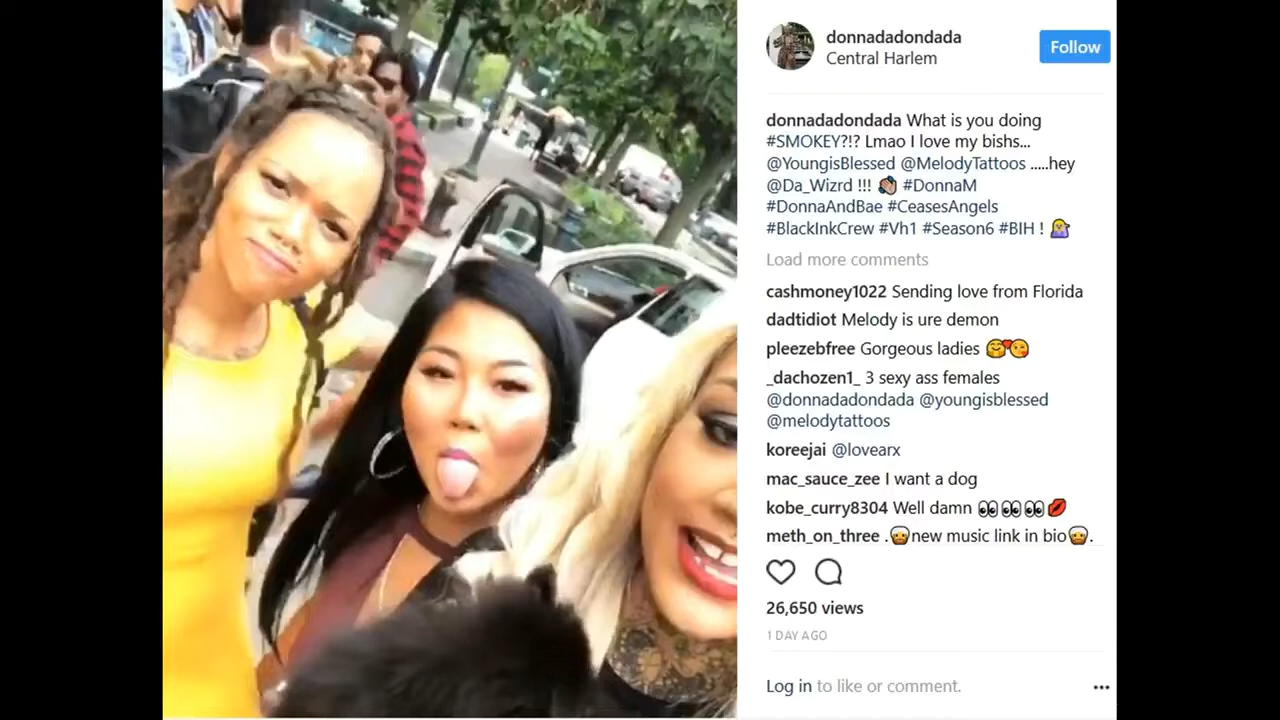 donnadadondada
Central Harlem
Follow
donnadadondada What is you doing
#SMOKEY?!? Lmao I love my bishs...
@YoungisBlessed @MelodyTattoos .....hey
@Da_Wizrd !!! 👏🏽 #DonnaM
#DonnaAndBae #CeasesAngels
#BlackInkCrew #Vh1 #Season6 #BIH ! 🤷🏼‍♀️
Load more comments
cashmoney1022 Sending love from Florida
dadtidiot Melody is ure demon
pleezebfree Gorgeous ladies 🤗❤️😘
_dachozen1_ 3 sexy ass females
@donnadadondada @youngisblessed
@melodytattoos
koreejai @lovearx
mac_sauce_zee I want a dog
kobe_curry8304 Well damn 👀👀👀💋
meth_on_three .👳new music link in bio👳.
26,650 views
1 DAY AGO
Log in to like or comment.
•••